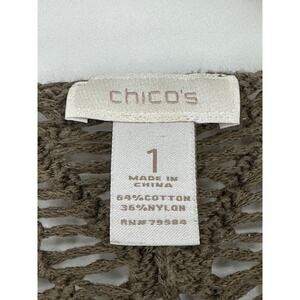 chico's
1
MADE IN
CHINA
64%COTTON
36%NYLON
RN#79984